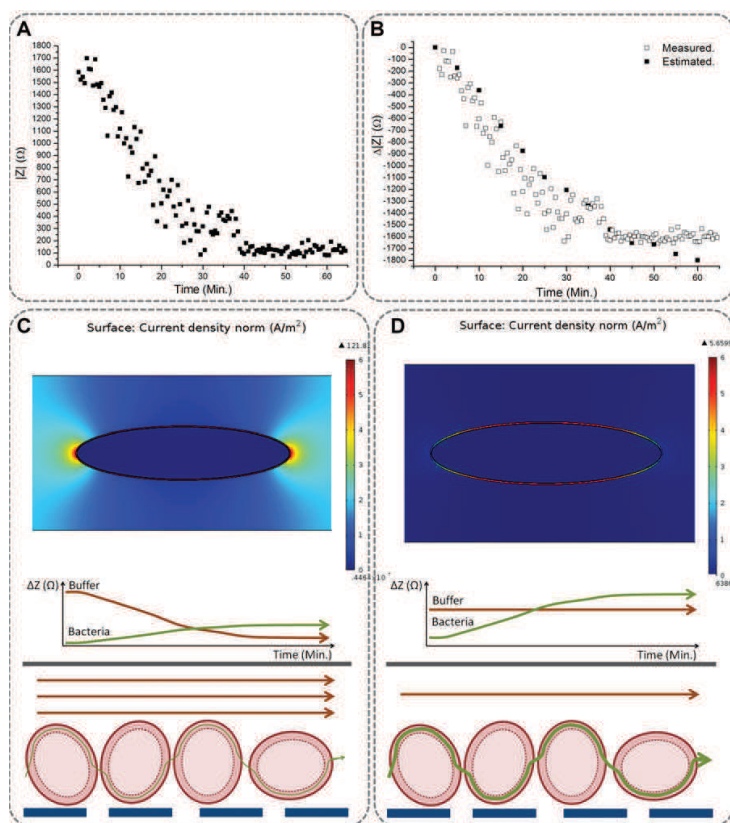 A
1800
1700
1600
1500
1400
1300
1200
1100
1000
900
800
700
600
500
400
300
200
100
0
|Z| (Ω)
0 10 20 30 40 50 60
Time (Min.)
B
Measured.
Estimated.
0
-100
-200
-300
-400
-500
-600
-700
-800
-900
-1000
-1100
-1200
-1300
-1400
-1500
-1600
-1700
-1800
Δ|Z| (Ω)
0 10 20 30 40 50 60
Time (Min.)
C
Surface: Current density norm (A/m²)
▲ 121.8
6
5
4
3
2
1
0
ΔZ (Ω)
Buffer
Bacteria
Time (Min.)
D
Surface: Current density norm (A/m²)
▲ 5.6595
6
5
4
3
2
1
0
ΔZ (Ω)
Buffer
Bacteria
Time (Min.)